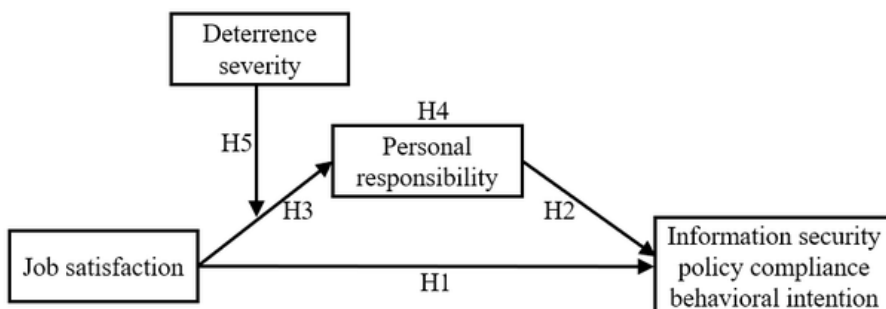 Deterrence
severity
H4
H5
Personal
responsibility
H3
H2
Job satisfaction
H1
Information security
policy compliance
behavioral intention